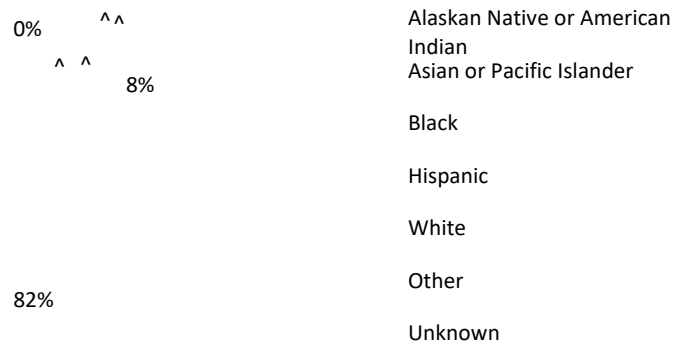 0%
^ ^
^ ^
8%
82%
Alaskan Native or American
Indian
Asian or Pacific Islander
Black
Hispanic
White
Other
Unknown